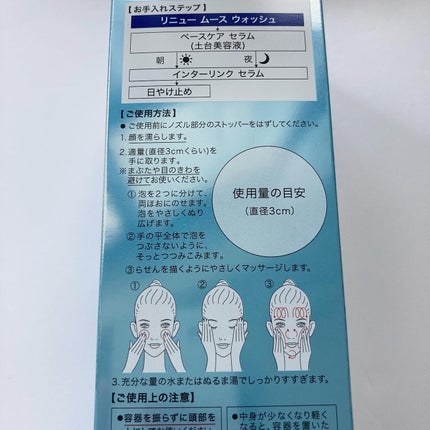 【お手入れステップ】
リニュー ムース ウォッシュ
ベースケア セラム
(土台美容液)
朝 夜
インターリンク セラム
日やけ止め
【ご使用方法】
●ご使用前にノズル部分のストッパーをはずしてください。
1. 顔を濡らします。
2. 適量(直径3cmくらい)を
手に取ります。
※まぶたや目のきわを
避けてお使いください。
①泡を2つに分けて、
両ほおにのせます。
泡をやさしくぬり
広げます。
②手の平全体で泡を
つぶさないように、
そっとつつみこみます。
使用量の目安
(直径3cm)
③らせんを描くようにやさしくマッサージします。
① ② ③
3. 充分な量の水またはぬるま湯でしっかりすすぎます。
【ご使用上の注意】
●容器を振らずに頭部を
●中身が少なくなり軽く
なると、容器を置いた